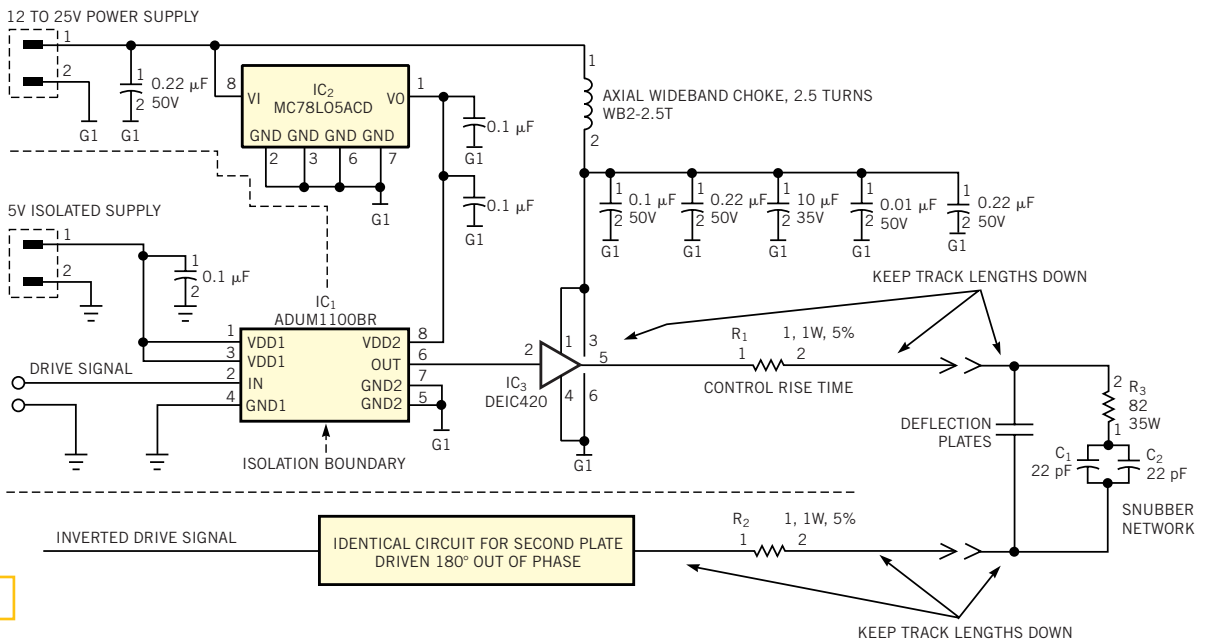 12 TO 25V POWER SUPPLY
1
2
G1
1
2
0.22 µF
50V
G1
8
VI
IC2
MC78L05ACD
VO
1
GND GND GND GND
2
3
6
7
G1
0.1 µF
G1
0.1 µF
G1
1
2
AXIAL WIDEBAND CHOKE, 2.5 TURNS
WB2-2.5T
1
2
0.1 µF
50V
G1
1
2
0.22 µF
50V
G1
1
2
10 µF
35V
G1
1
2
0.01 µF
50V
G1
1
2
0.22 µF
50V
G1
5V ISOLATED SUPPLY
1
2
1
2
0.1 µF
IC1
ADUM1100BR
1
VDD1
3
VDD1
2
IN
4
GND1
VDD2
8
OUT
6
GND2
7
GND2
5
G1
DRIVE SIGNAL
ISOLATION BOUNDARY
2
1
3
5
4
6
IC3
DEIC420
G1
KEEP TRACK LENGTHS DOWN
R1
1, 1W, 5%
1
2
CONTROL RISE TIME
DEFLECTION
PLATES
2
R3
82
35W
1
C1
22 pF
C2
22 pF
SNUBBER
NETWORK
INVERTED DRIVE SIGNAL
IDENTICAL CIRCUIT FOR SECOND PLATE
DRIVEN 180° OUT OF PHASE
R2
1, 1W, 5%
1
2
KEEP TRACK LENGTHS DOWN